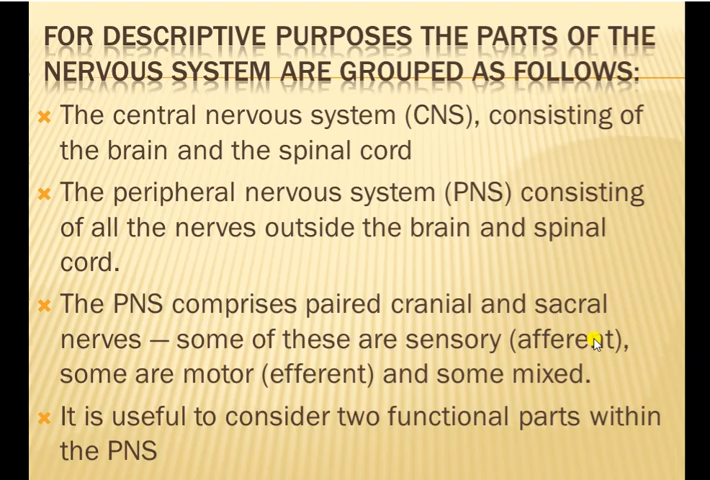 FOR DESCRIPTIVE PURPOSES THE PARTS OF THE
NERVOUS SYSTEM ARE GROUPED AS FOLLOWS:
The central nervous system (CNS), consisting of
the brain and the spinal cord
The peripheral nervous system (PNS) consisting
of all the nerves outside the brain and spinal
cord.
The PNS comprises paired cranial and sacral
nerves — some of these are sensory (afferent),
some are motor (efferent) and some mixed.
It is useful to consider two functional parts within
the PNS